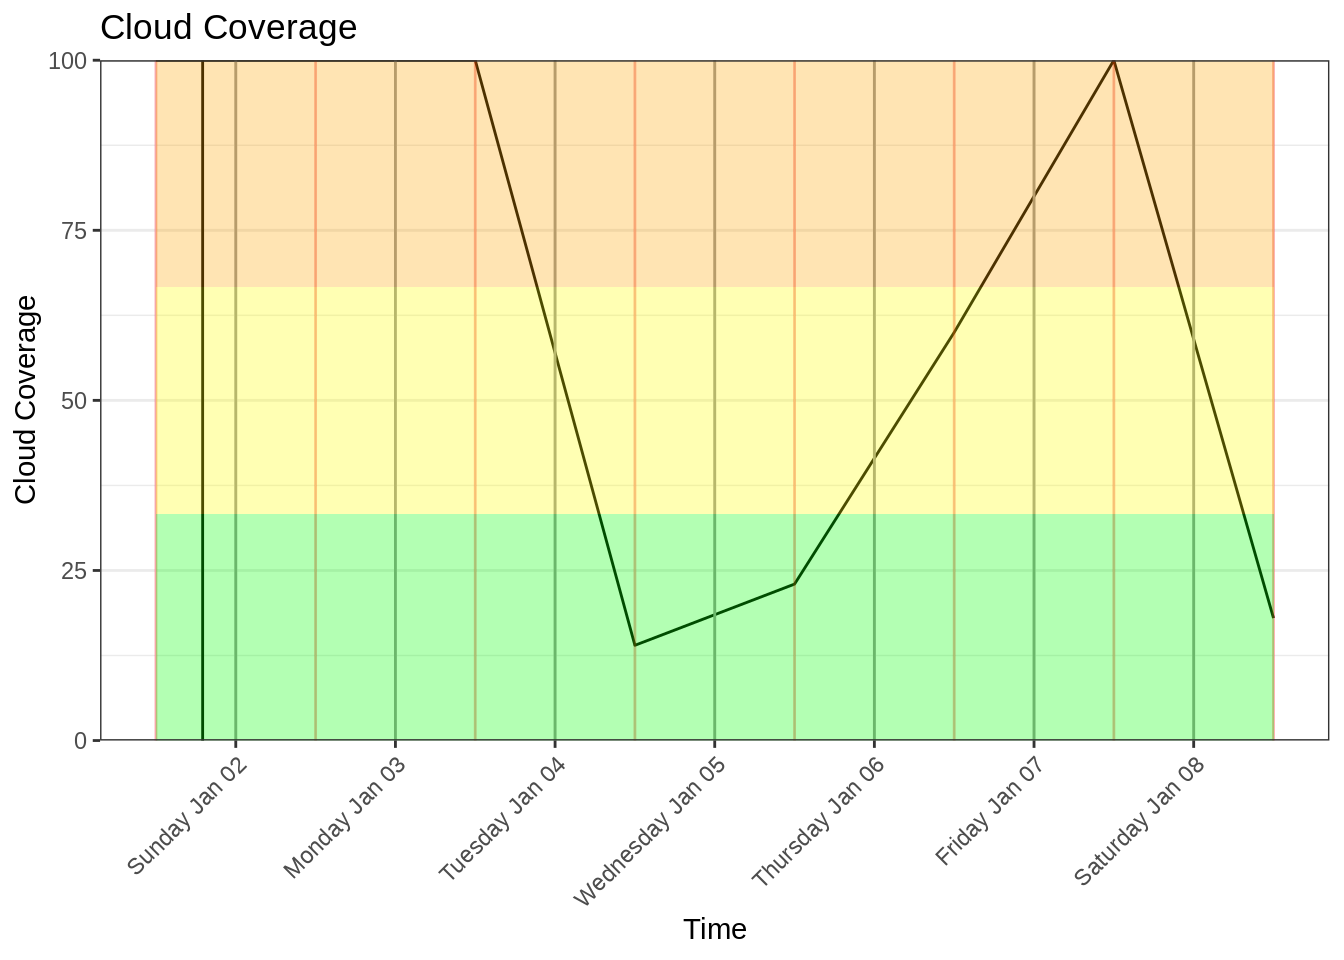 Cloud Coverage
Cloud Coverage
100
75
50
25
0
Sunday Jan 02
Monday Jan 03
Tuesday Jan 04
Wednesday Jan 05
Thursday Jan 06
Friday Jan 07
Saturday Jan 08
Time